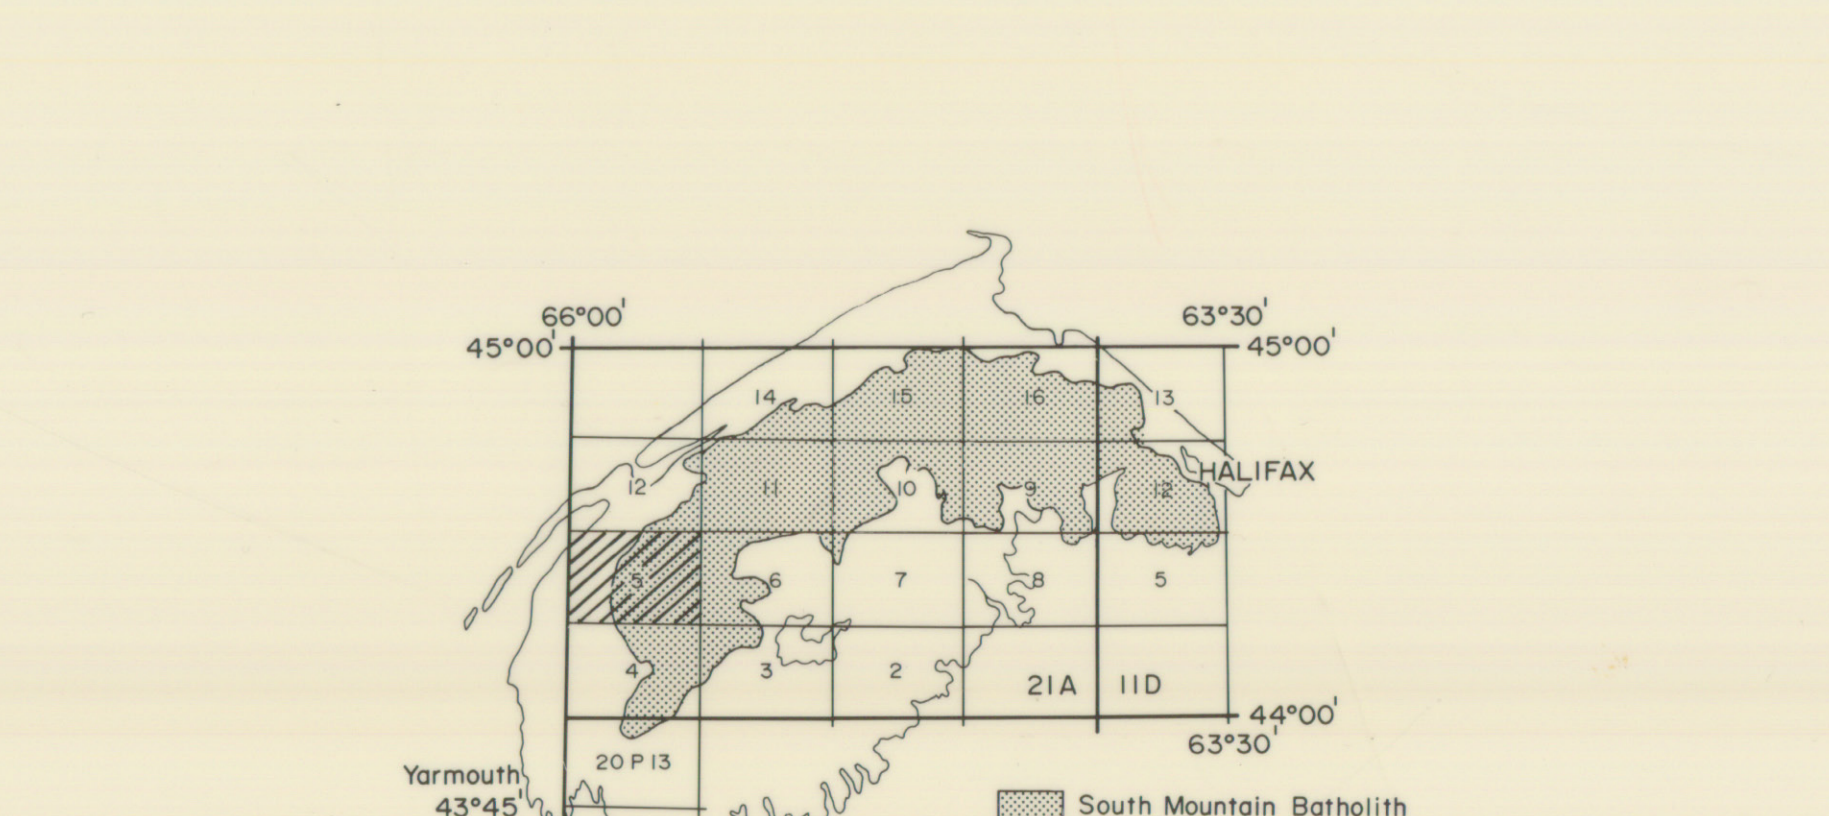 66°00' 63°30'
45°00' 45°00'
14 15 16 13
HALIFAX
12 11 10 9 12
5 6 7 8 5
4 3 2 21A 11D
44°00'
63°30'
20 P 13
Yarmouth
43°45'
South Mountain Batholith